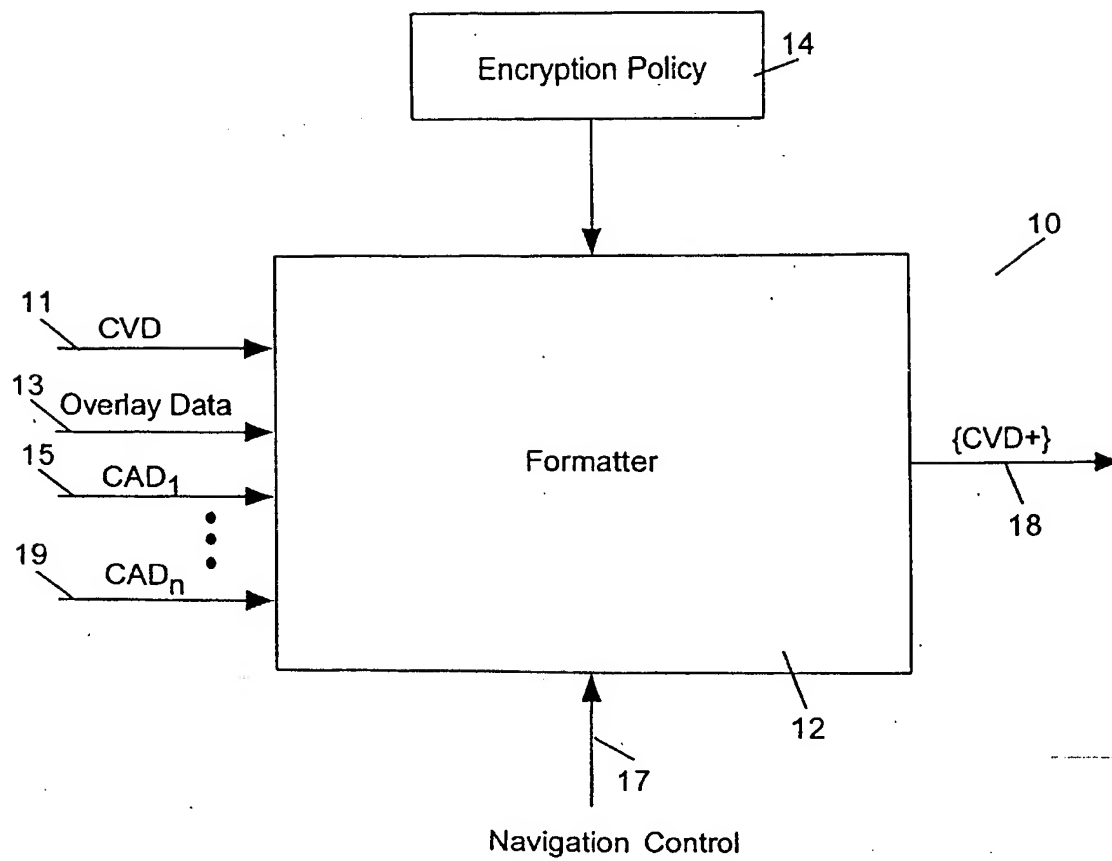 14
Encryption Policy
10
11
CVD
13
Overlay Data
{CVD+}
15
CAD1
Formatter
18
19
CADn
12
17
Navigation Control